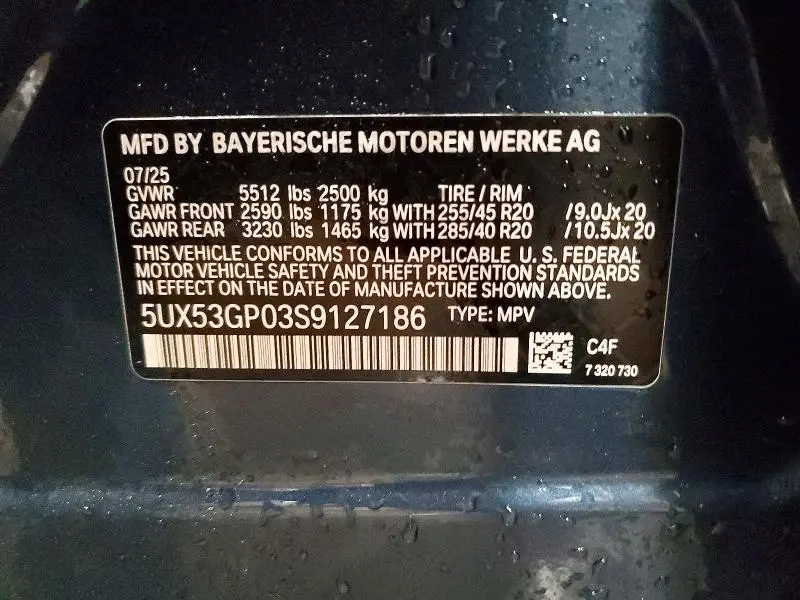 MFD BY BAYERISCHE MOTOREN WERKE AG
07/25
GVWR 5512 lbs 2500 kg TIRE / RIM
GAWR FRONT 2590 lbs 1175 kg WITH 255/45 R20 /9.0Jx 20
GAWR REAR 3230 lbs 1465 kg WITH 285/40 R20 /10.5Jx 20
THIS VEHICLE CONFORMS TO ALL APPLICABLE U. S. FEDERAL
MOTOR VEHICLE SAFETY AND THEFT PREVENTION STANDARDS
IN EFFECT ON THE DATE OF MANUFACTURE SHOWN ABOVE.
5UX53GP03S9127186 TYPE: MPV
C4F
7 320 730